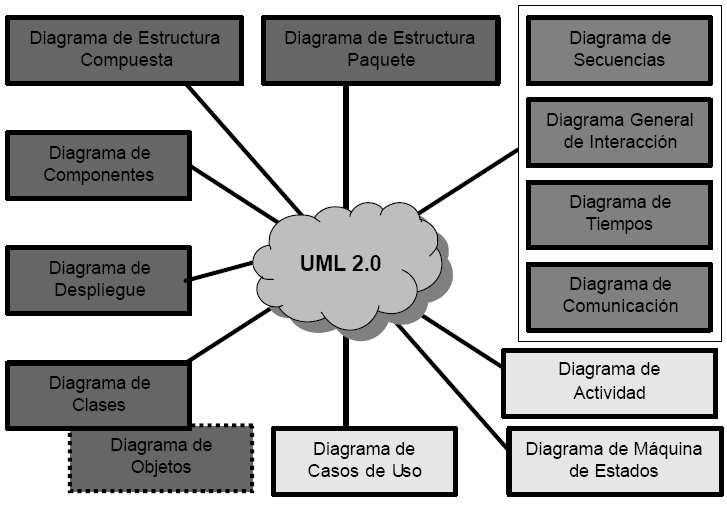 Diagrama de Estructura
Compuesta
Diagrama de Estructura
Paquete
Diagrama de
Secuencias
Diagrama General
de Interacción
Diagrama de
Componentes
Diagrama de
Tiempos
UML 2.0
Diagrama de
Despliegue
Diagrama de
Comunicación
Diagrama de
Clases
Diagrama de
Actividad
Diagrama de
Objetos
Diagrama de
Casos de Uso
Diagrama de Máquina
de Estados